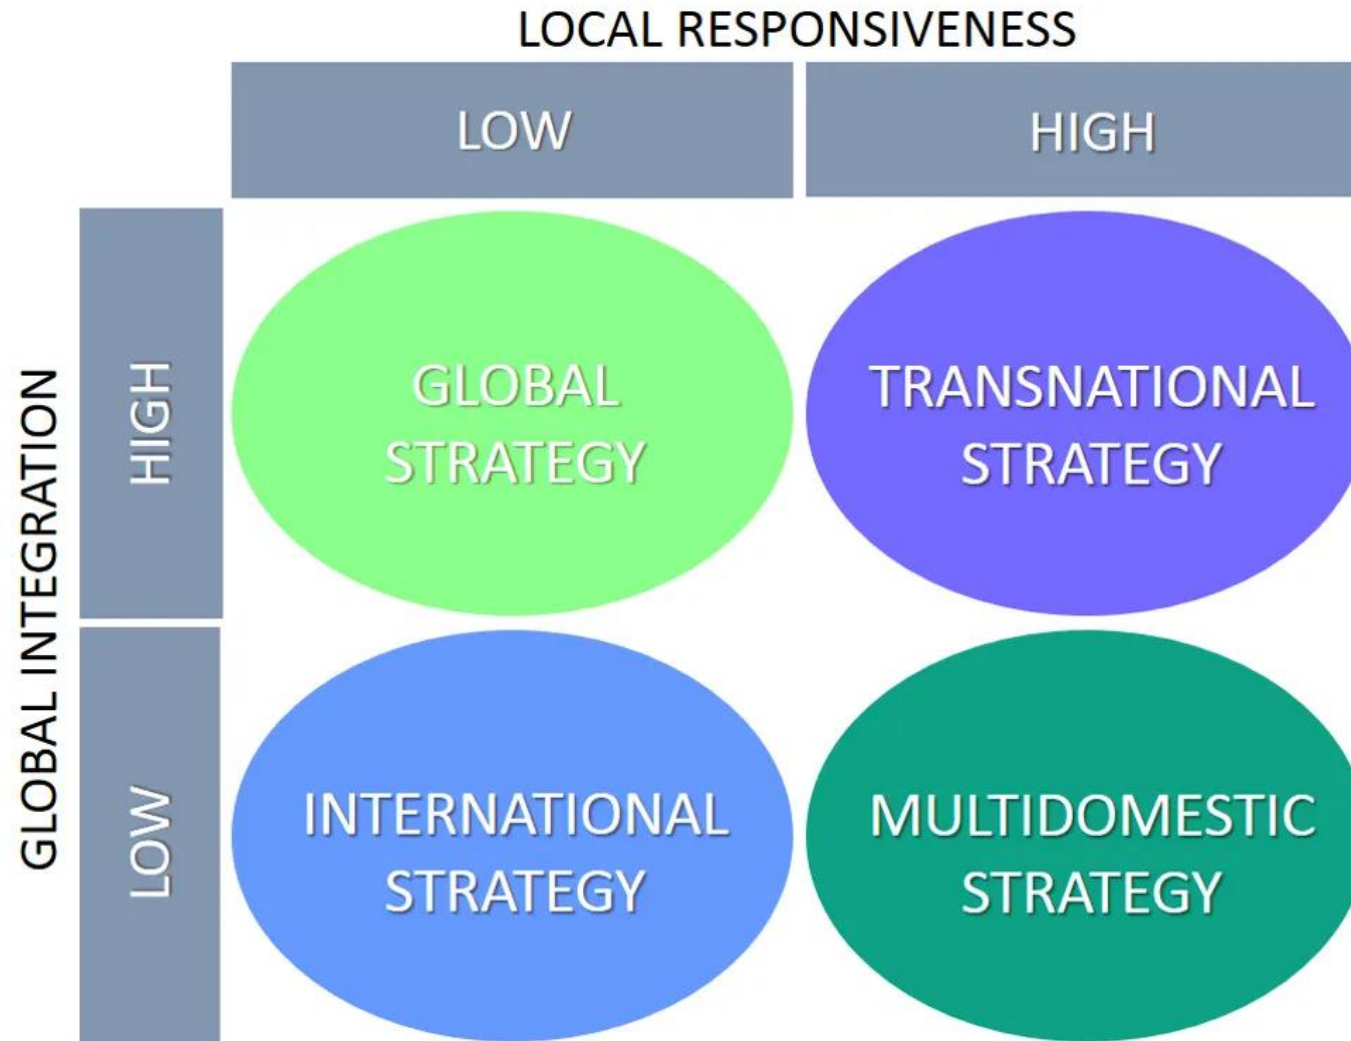 LOCAL RESPONSIVENESS
LOW
HIGH
GLOBAL INTEGRATION
HIGH
GLOBAL
STRATEGY
TRANSNATIONAL
STRATEGY
LOW
INTERNATIONAL
STRATEGY
MULTIDOMESTIC
STRATEGY